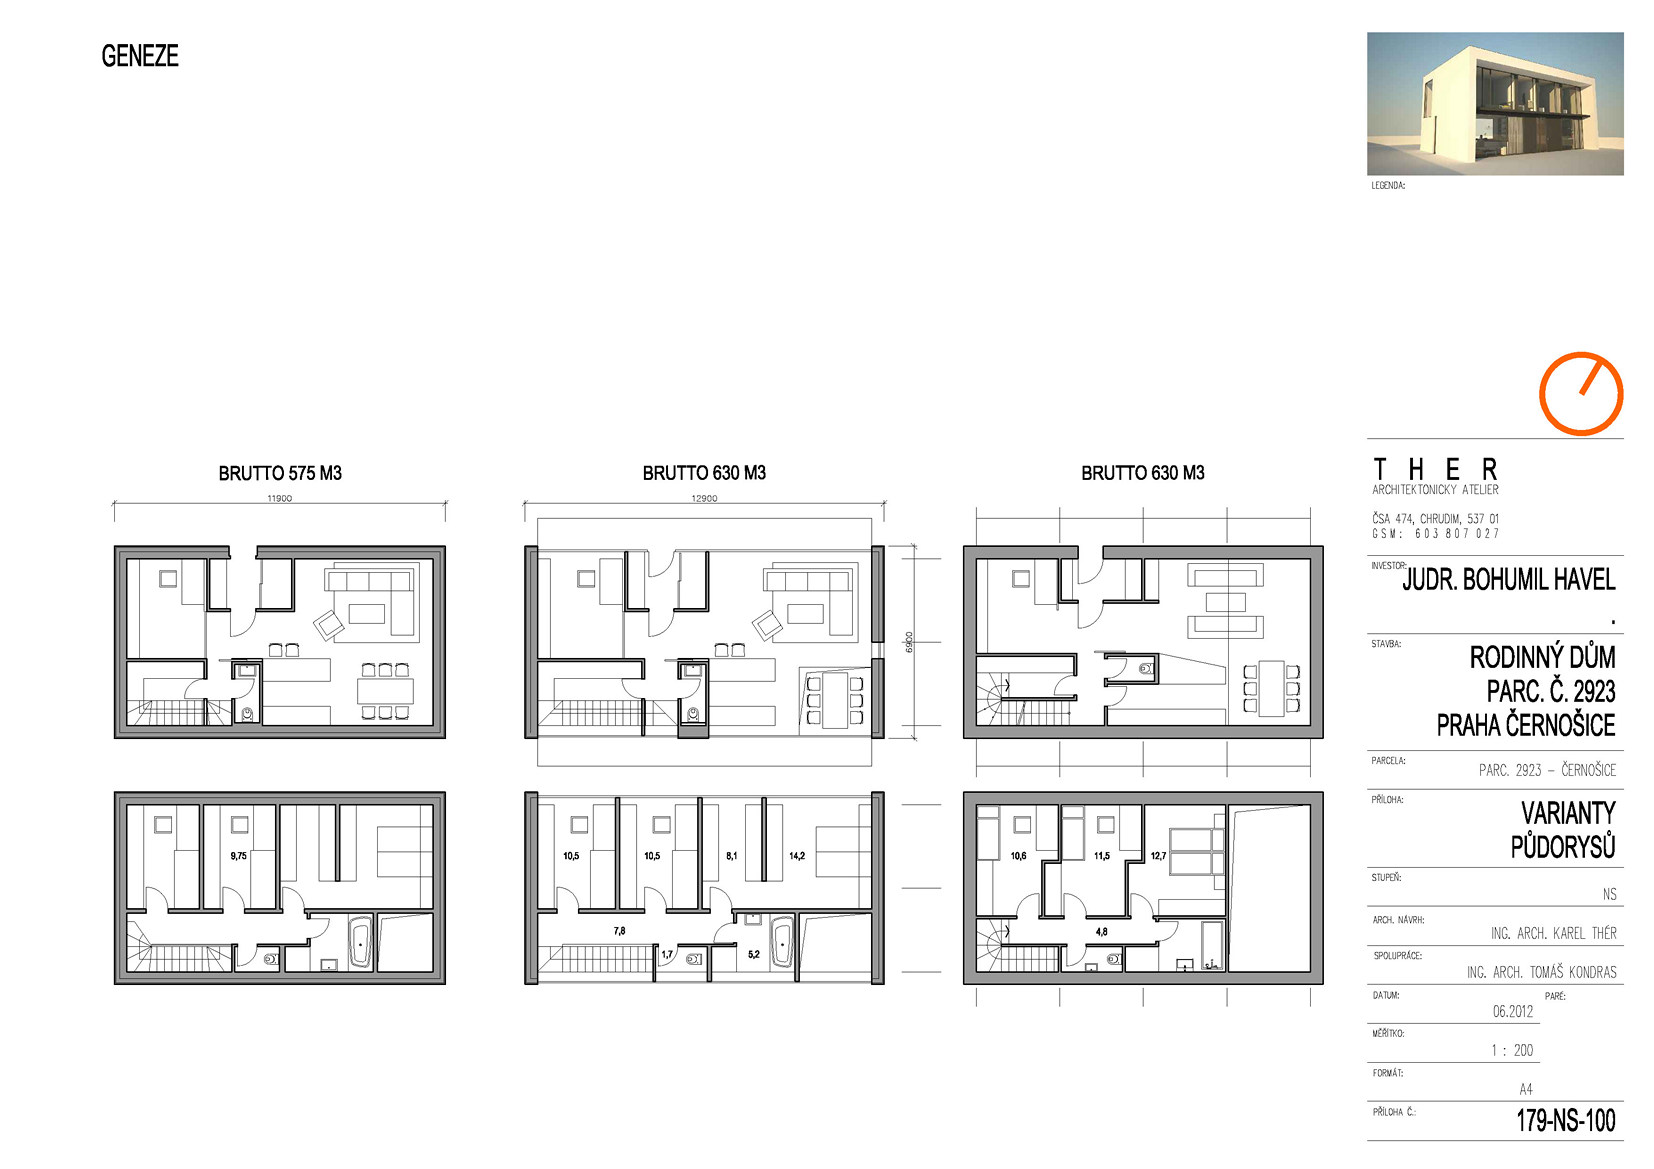 GENEZE
LEGENDA:
BRUTTO 575 M3
11900
BRUTTO 630 M3
12900
6900
BRUTTO 630 M3
9,75
10,5
10,5
8,1
14,2
7,8
1,7
5,2
10,6
11,5
12,7
4,8
THER
ARCHITEKTONICKÝ ATELIER
ČSA 474, CHRUDIM, 537 01
GSM: 603 807 027
INVESTOR:
JUDR. BOHUMIL HAVEL
.
STAVBA:
RODINNÝ DŮM
PARC. Č. 2923
PRAHA ČERNOŠICE
PARCELA:
PARC. 2923 – ČERNOŠICE
PŘÍLOHA:
VARIANTY
PŮDORYSŮ
STUPEŇ:
NS
ARCH. NÁVRH:
ING. ARCH. KAREL THÉR
SPOLUPRÁCE:
ING. ARCH. TOMÁŠ KONDRAS
DATUM:
06.2012
PARÉ:
MĚŘÍTKO:
1 : 200
FORMÁT:
A4
PŘÍLOHA Č.:
179-NS-100